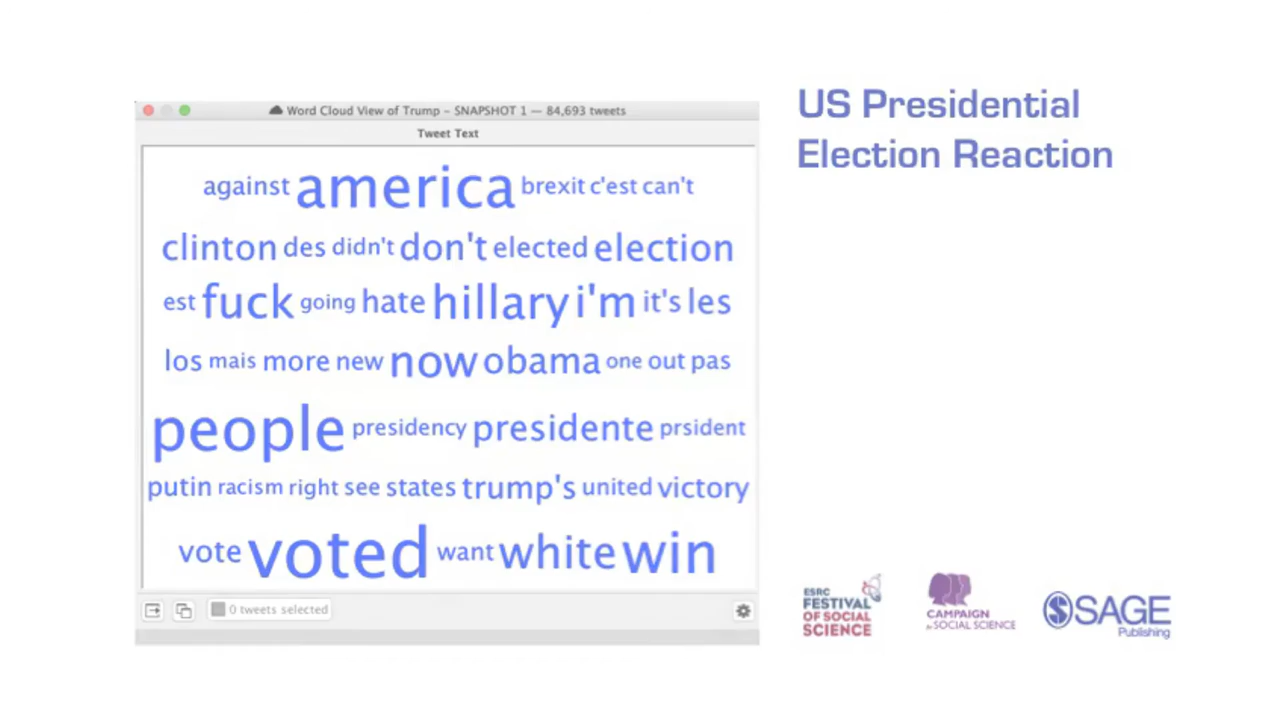 Word Cloud View of Trump - SNAPSHOT 1 — 84,693 tweets
Tweet Text
against america brexit c'est can't
clinton des didn't don't elected election
est fuck going hate hillary i'm it's les
los mais more new now obama one out pas
people presidency presidente prsident
putin racism right see states trump's united victory
vote voted want white win
0 tweets selected
US Presidential
Election Reaction
ESRC
FESTIVAL
OF SOCIAL
SCIENCE
CAMPAIGN
for SOCIAL SCIENCE
SAGE
Publishing